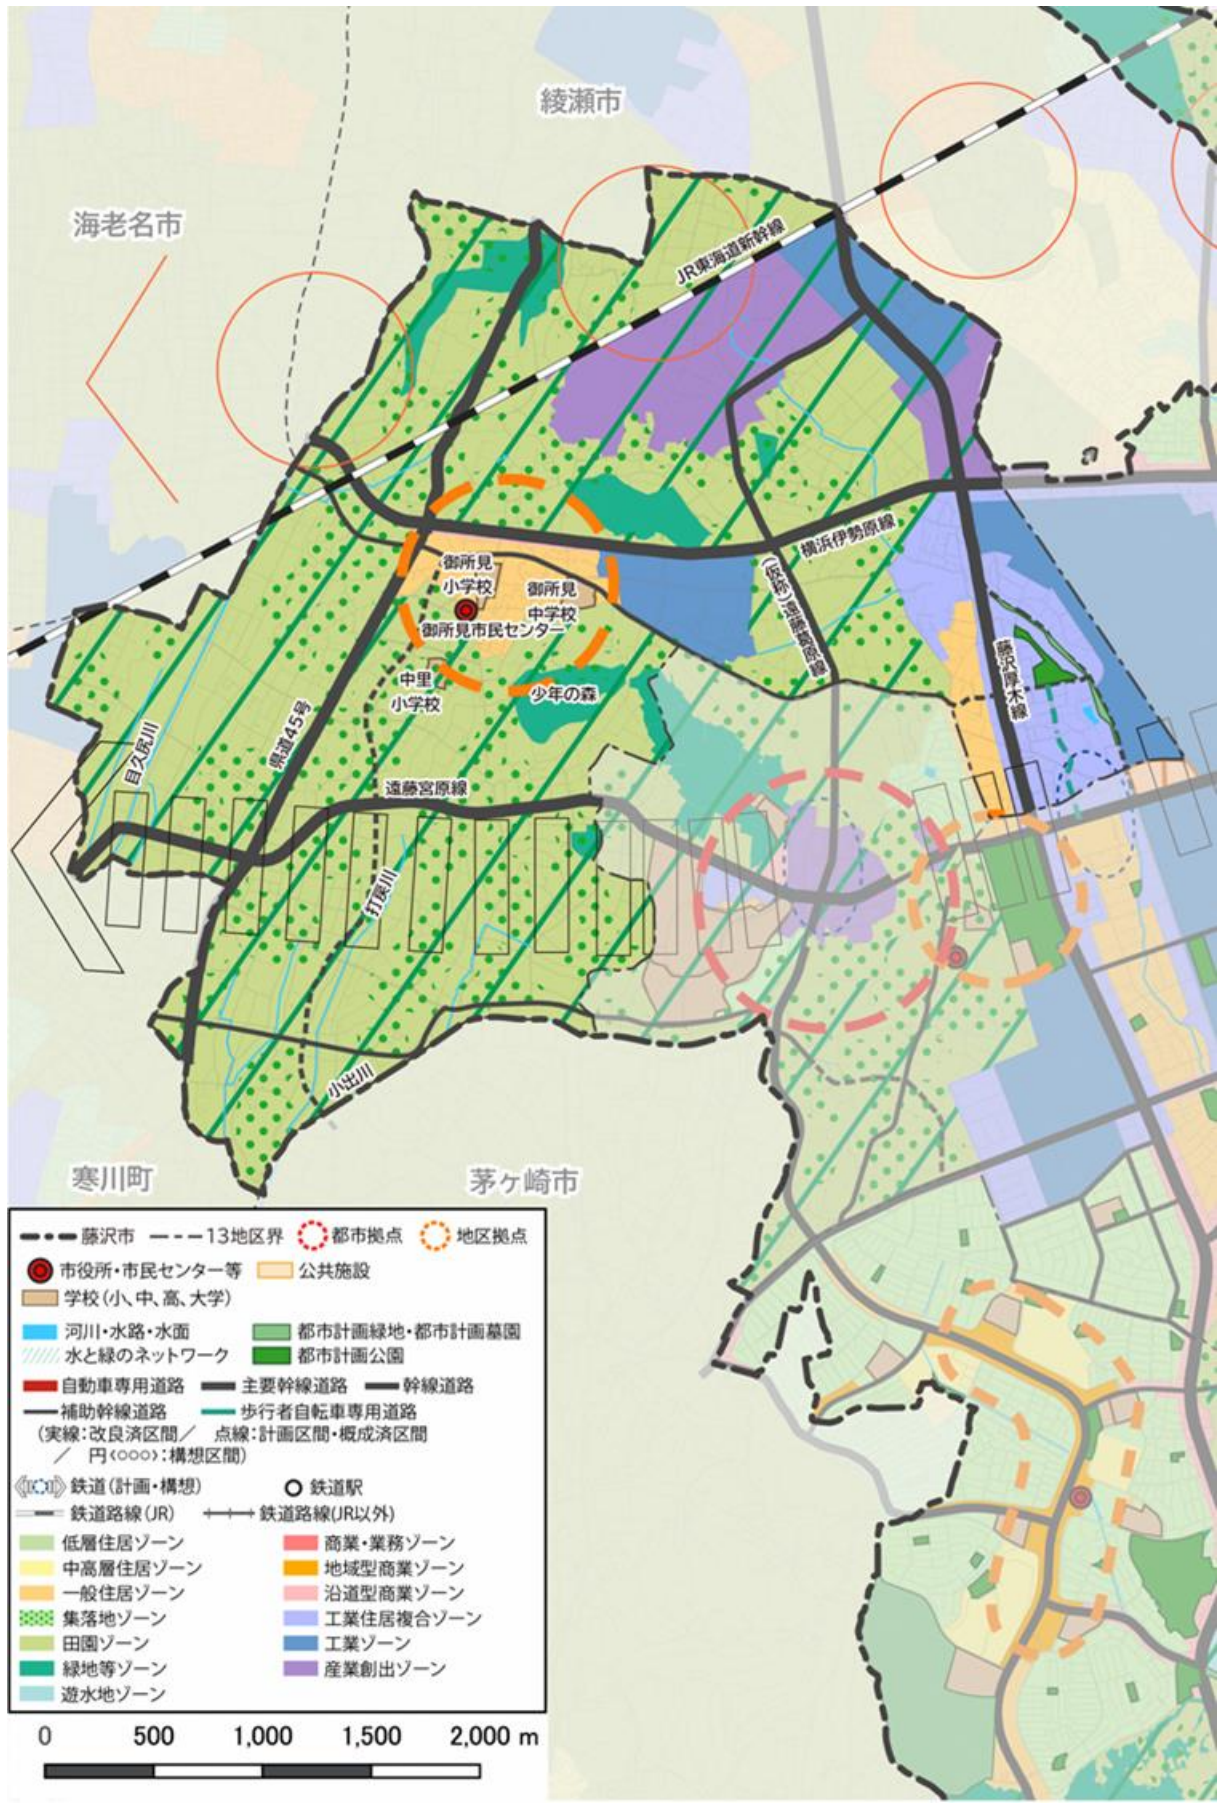 綾瀬市
海老名市
JR東海道新幹線
横浜伊勢原線
御所見
小学校
御所見
中学校
御所見市民センター
(仮称)遠藤葛原線
藤沢厚木線
中里
小学校
少年の森
県道45号
目久尻川
遠藤宮原線
打戻川
小出川
寒川町
茅ヶ崎市
藤沢市
13地区界
都市拠点
地区拠点
市役所・市民センター等
公共施設
学校(小、中、高、大学)
河川・水路・水面
都市計画緑地・都市計画墓園
水と緑のネットワーク
都市計画公園
自動車専用道路
主要幹線道路
幹線道路
補助幹線道路
歩行者自転車専用道路
(実線:改良済区間/ 点線:計画区間・概成済区間
/ 円(○○○):構想区間)
鉄道(計画・構想)
鉄道駅
鉄道路線(JR)
鉄道路線(JR以外)
低層住居ゾーン
商業・業務ゾーン
中高層住居ゾーン
地域型商業ゾーン
一般住居ゾーン
沿道型商業ゾーン
集落地ゾーン
工業住居複合ゾーン
田園ゾーン
工業ゾーン
緑地等ゾーン
産業創出ゾーン
遊水地ゾーン
0 500 1,000 1,500 2,000 m